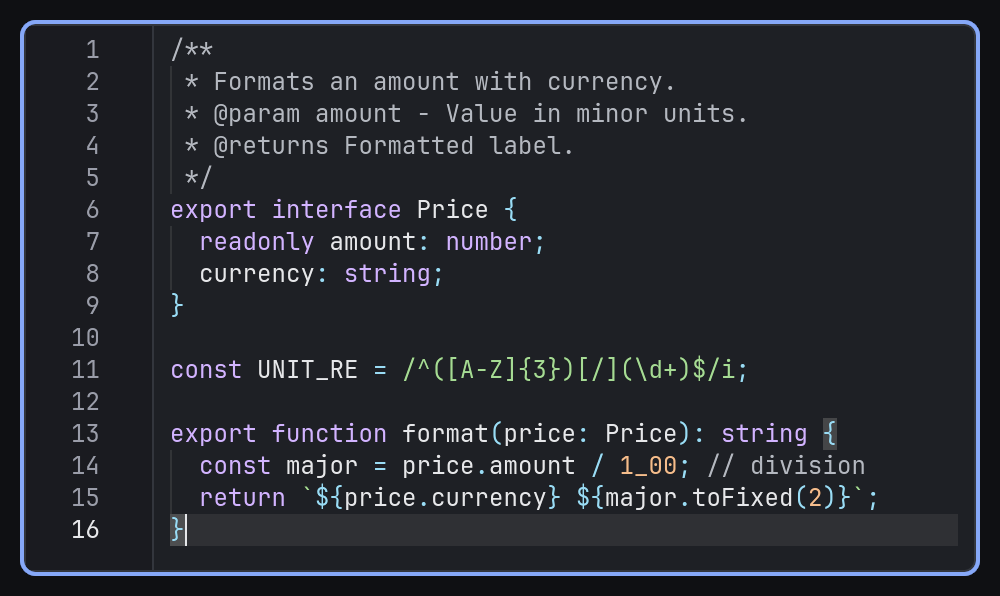 1 /**
2  * Formats an amount with currency.
3  * @param amount - Value in minor units.
4  * @returns Formatted label.
5  */
6 export interface Price {
7   readonly amount: number;
8   currency: string;
9 }
10
11 const UNIT_RE = /^([A-Z]{3})[/](\d+)$/i;
12
13 export function format(price: Price): string {
14   const major = price.amount / 1_00; // division
15   return `${price.currency} ${major.toFixed(2)}`;
16 }